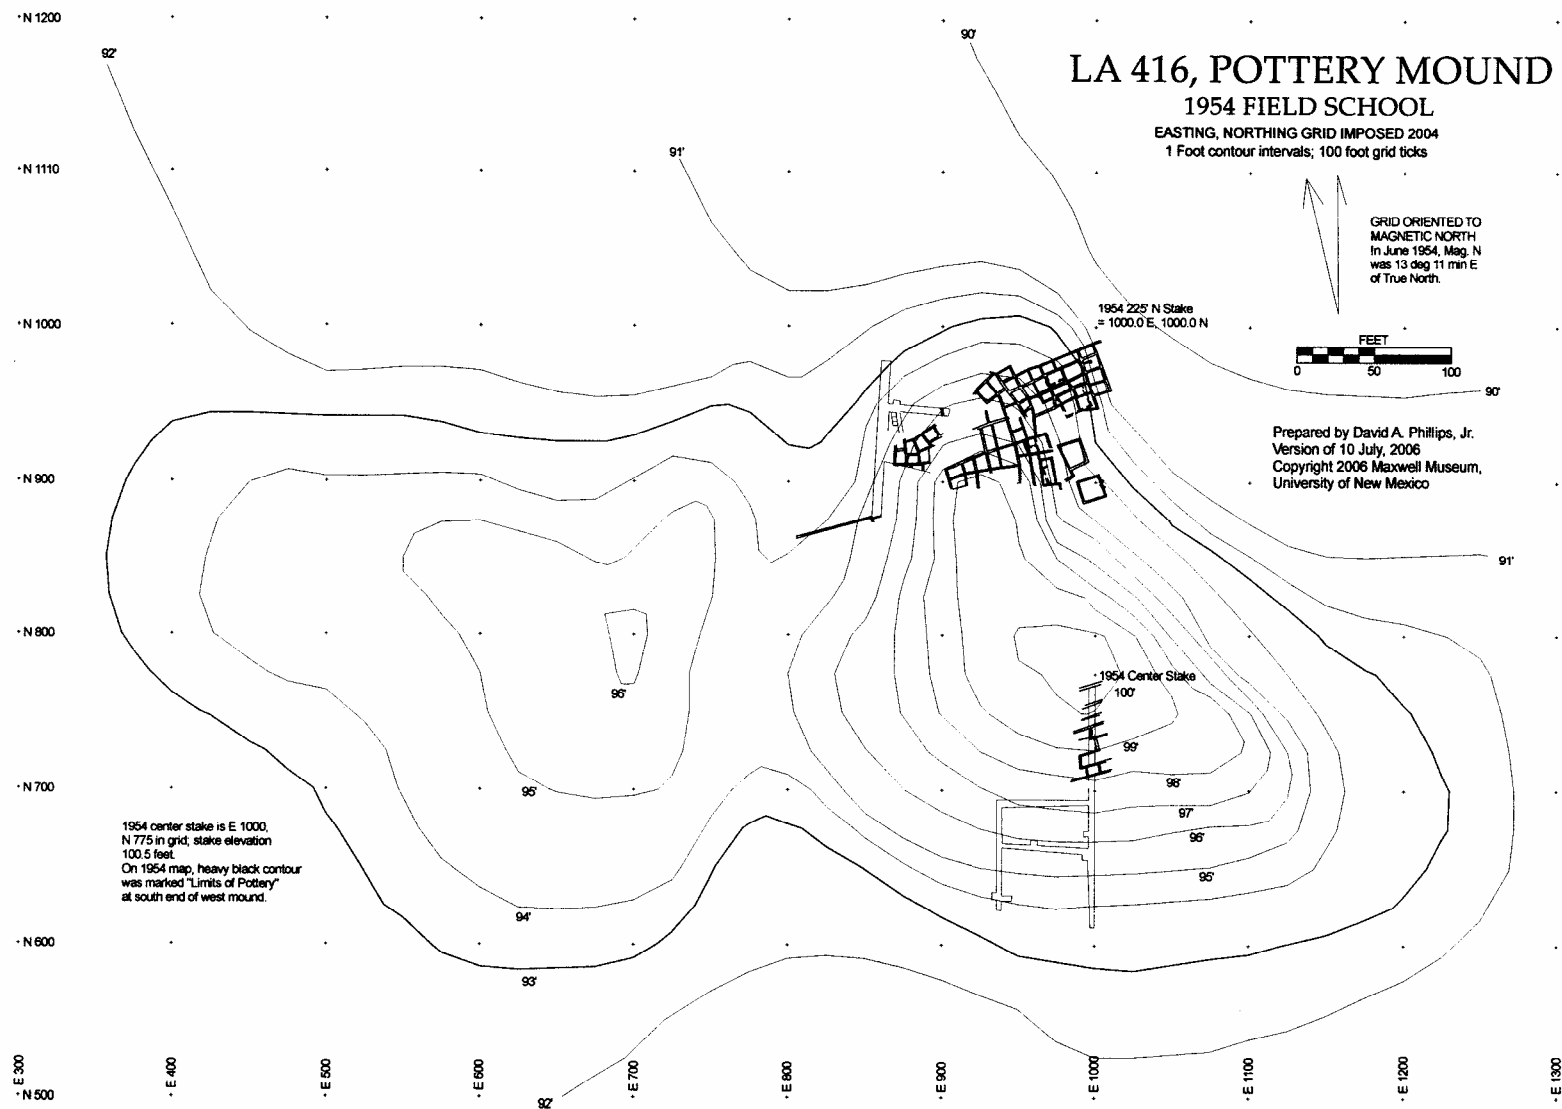 N 1200
92'
90'
LA 416, POTTERY MOUND
1954 FIELD SCHOOL
EASTING, NORTHING GRID IMPOSED 2004
1 Foot contour intervals; 100 foot grid ticks
91'
N 1110
GRID ORIENTED TO
MAGNETIC NORTH
In June 1954, Mag. N
was 13 deg 11 min E
of True North.
N 1000
1954 225' N Stake
= 1000.0 E, 1000.0 N
FEET
0 50 100
90'
Prepared by David A. Phillips, Jr.
Version of 10 July, 2006
Copyright 2006 Maxwell Museum,
University of New Mexico
N 900
91'
N 800
1954 Center Stake
100'
96'
99'
98'
N 700
95'
97'
96'
1954 center stake is E 1000,
N 775 in grid; stake elevation
100.5 feet.
On 1954 map, heavy black contour
was marked "Limits of Pottery"
at south end of west mound.
95'
94'
N 600
93'
E 300
E 400
E 500
E 600
E 700
E 800
E 900
E 1000
E 1100
E 1200
E 1300
N 500
92'